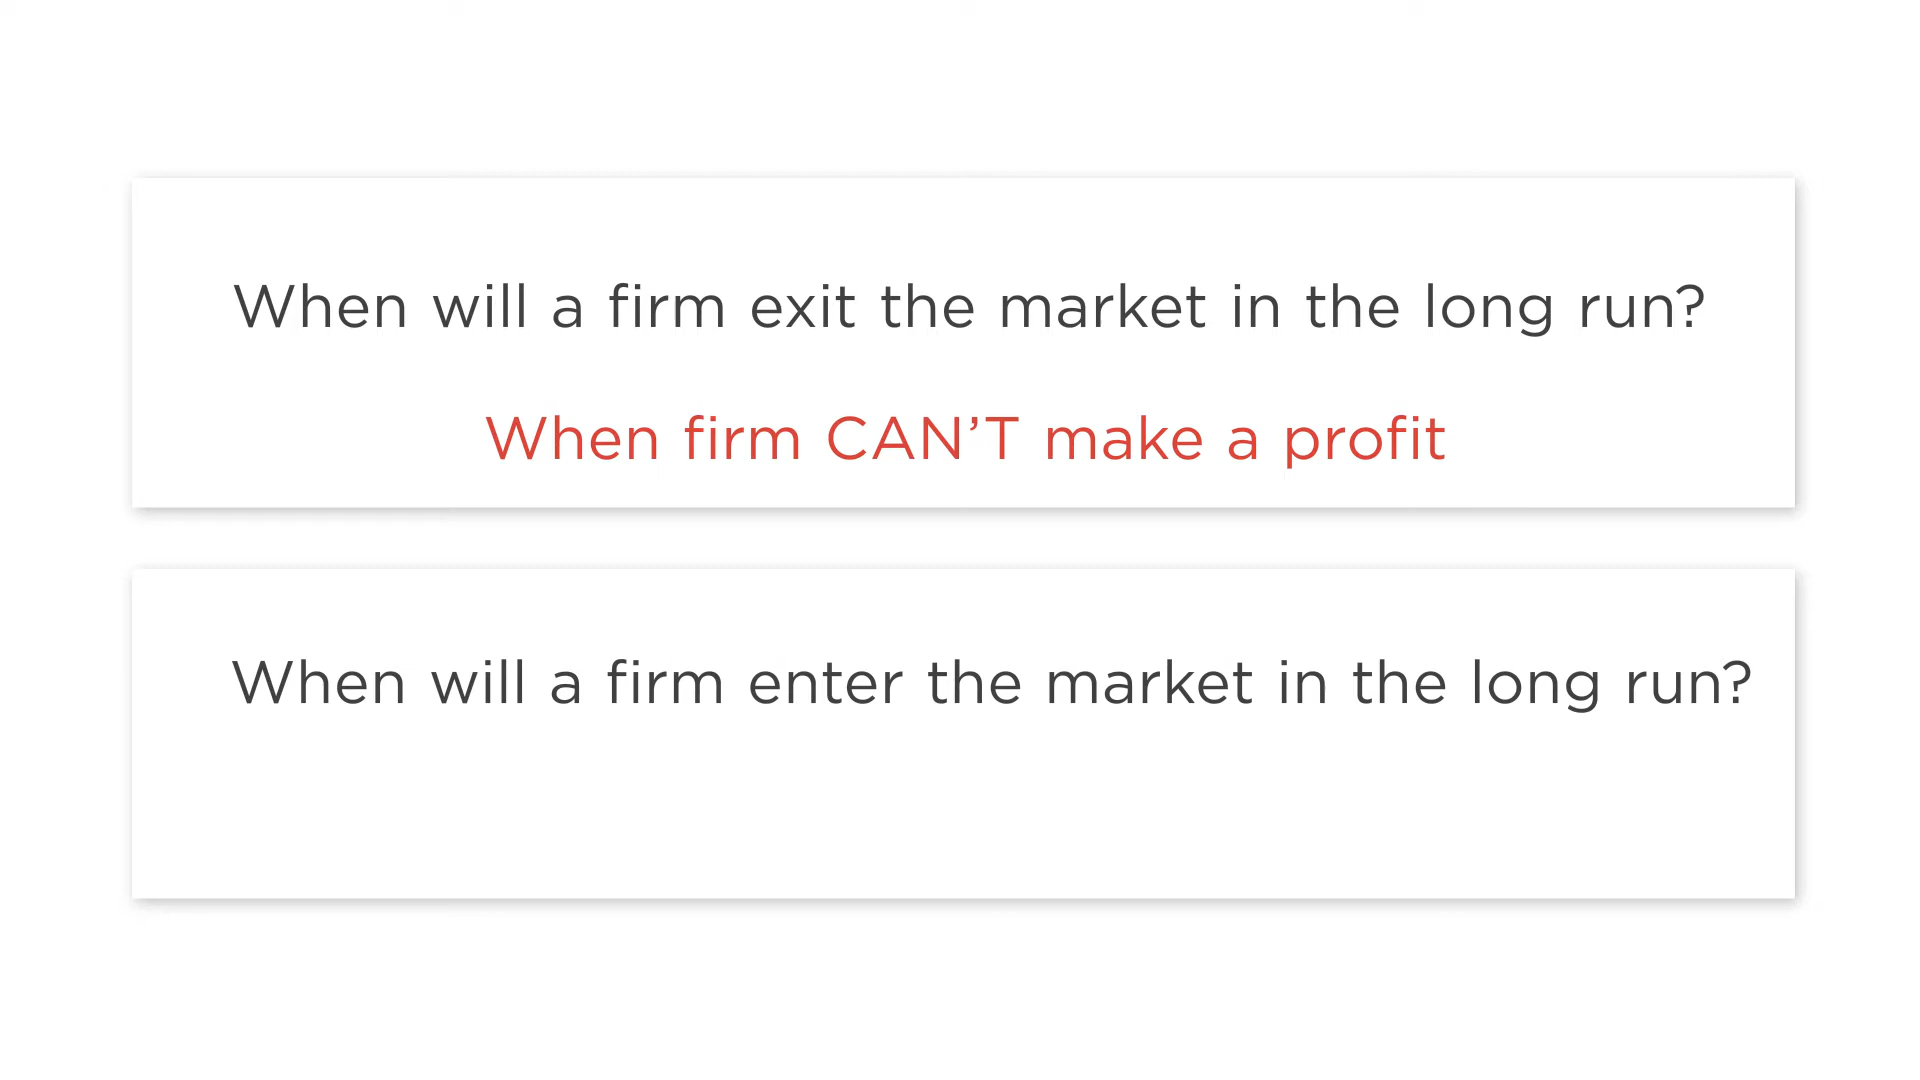 When will a firm exit the market in the long run?
When firm CAN’T make a profit
When will a firm enter the market in the long run?